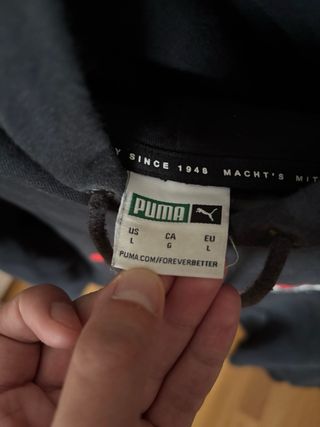 Y SINCE 1948 MACHT'S MIT
PUMA
US CA EU
L G L
PUMA.COM/FOREVERBETTER